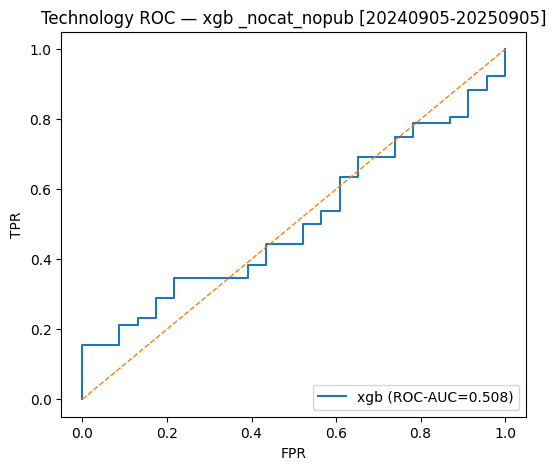 Technology ROC — xgb _nocat_nopub [20240905-20250905]
1.0
0.8
0.6
0.4
0.2
0.0
TPR
xgb (ROC-AUC=0.508)
0.0 0.2 0.4 0.6 0.8 1.0
FPR